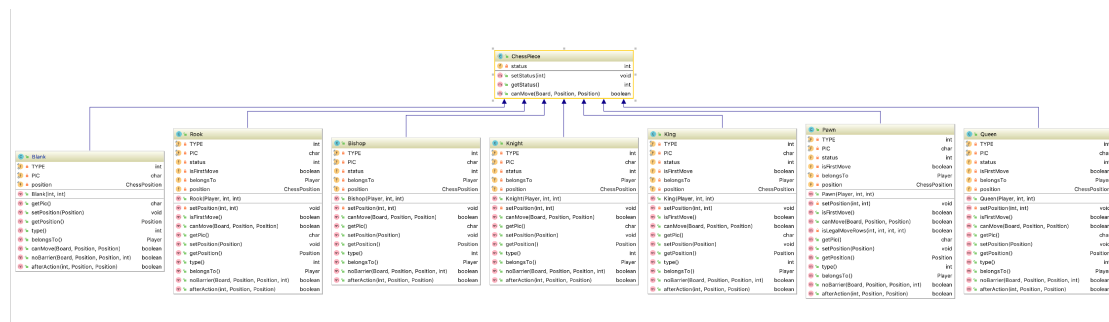 ChessPiece
status int
setStatus(int) void
getStatus() int
canMove(Board, Position, Position) boolean
Blank
TYPE int
PIC char
position ChessPosition
Blank(int, int)
getPic() char
setPosition(Position) void
getPosition() Position
type() int
belongsTo() Player
canMove(Board, Position, Position) boolean
noBarrier(Board, Position, Position, int) boolean
afterAction(int, Position, Position) boolean
Rook
TYPE int
PIC char
status int
isFirstMove boolean
belongsTo Player
position ChessPosition
Rook(Player, int, int)
setPosition(int, int) void
isFirstMove() boolean
canMove(Board, Position, Position) boolean
getPic() char
setPosition(Position) void
getPosition() Position
type() int
belongsTo() Player
noBarrier(Board, Position, Position, int) boolean
afterAction(int, Position, Position) boolean
Bishop
TYPE int
PIC char
status int
belongsTo Player
position ChessPosition
Bishop(Player, int, int)
setPosition(int, int) void
canMove(Board, Position, Position) boolean
getPic() char
setPosition(Position) void
getPosition() Position
type() int
belongsTo() Player
noBarrier(Board, Position, Position, int) boolean
afterAction(int, Position, Position) boolean
Knight
TYPE int
PIC char
status int
belongsTo Player
position ChessPosition
Knight(Player, int, int)
setPosition(int, int) void
canMove(Board, Position, Position) boolean
getPic() char
setPosition(Position) void
getPosition() Position
type() int
belongsTo() Player
noBarrier(Board, Position, Position, int) boolean
afterAction(int, Position, Position) boolean
King
TYPE int
PIC char
status int
isFirstMove boolean
belongsTo Player
position ChessPosition
King(Player, int, int)
setPosition(int, int) void
isFirstMove() boolean
canMove(Board, Position, Position) boolean
getPic() char
setPosition(Position) void
getPosition() Position
type() int
belongsTo() Player
noBarrier(Board, Position, Position, int) boolean
afterAction(int, Position, Position) boolean
Pawn
TYPE int
PIC char
status int
isFirstMove boolean
belongsTo Player
position ChessPosition
Pawn(Player, int, int)
setPosition(int, int) void
isFirstMove() boolean
canMove(Board, Position, Position) boolean
isLegalMoveRows(int, int, int, int) boolean
getPic() char
setPosition(Position) void
getPosition() Position
type() int
belongsTo() Player
noBarrier(Board, Position, Position, int) boolean
afterAction(int, Position, Position) boolean
Queen
TYPE int
PIC char
status int
isFirstMove boolean
belongsTo Player
position ChessPosition
Queen(Player, int, int)
setPosition(int, int) void
isFirstMove() boolean
canMove(Board, Position, Position) boolean
getPic() char
setPosition(Position) void
getPosition() Position
type() int
belongsTo() Player
noBarrier(Board, Position, Position, int) boolean
afterAction(int, Position, Position) boolean